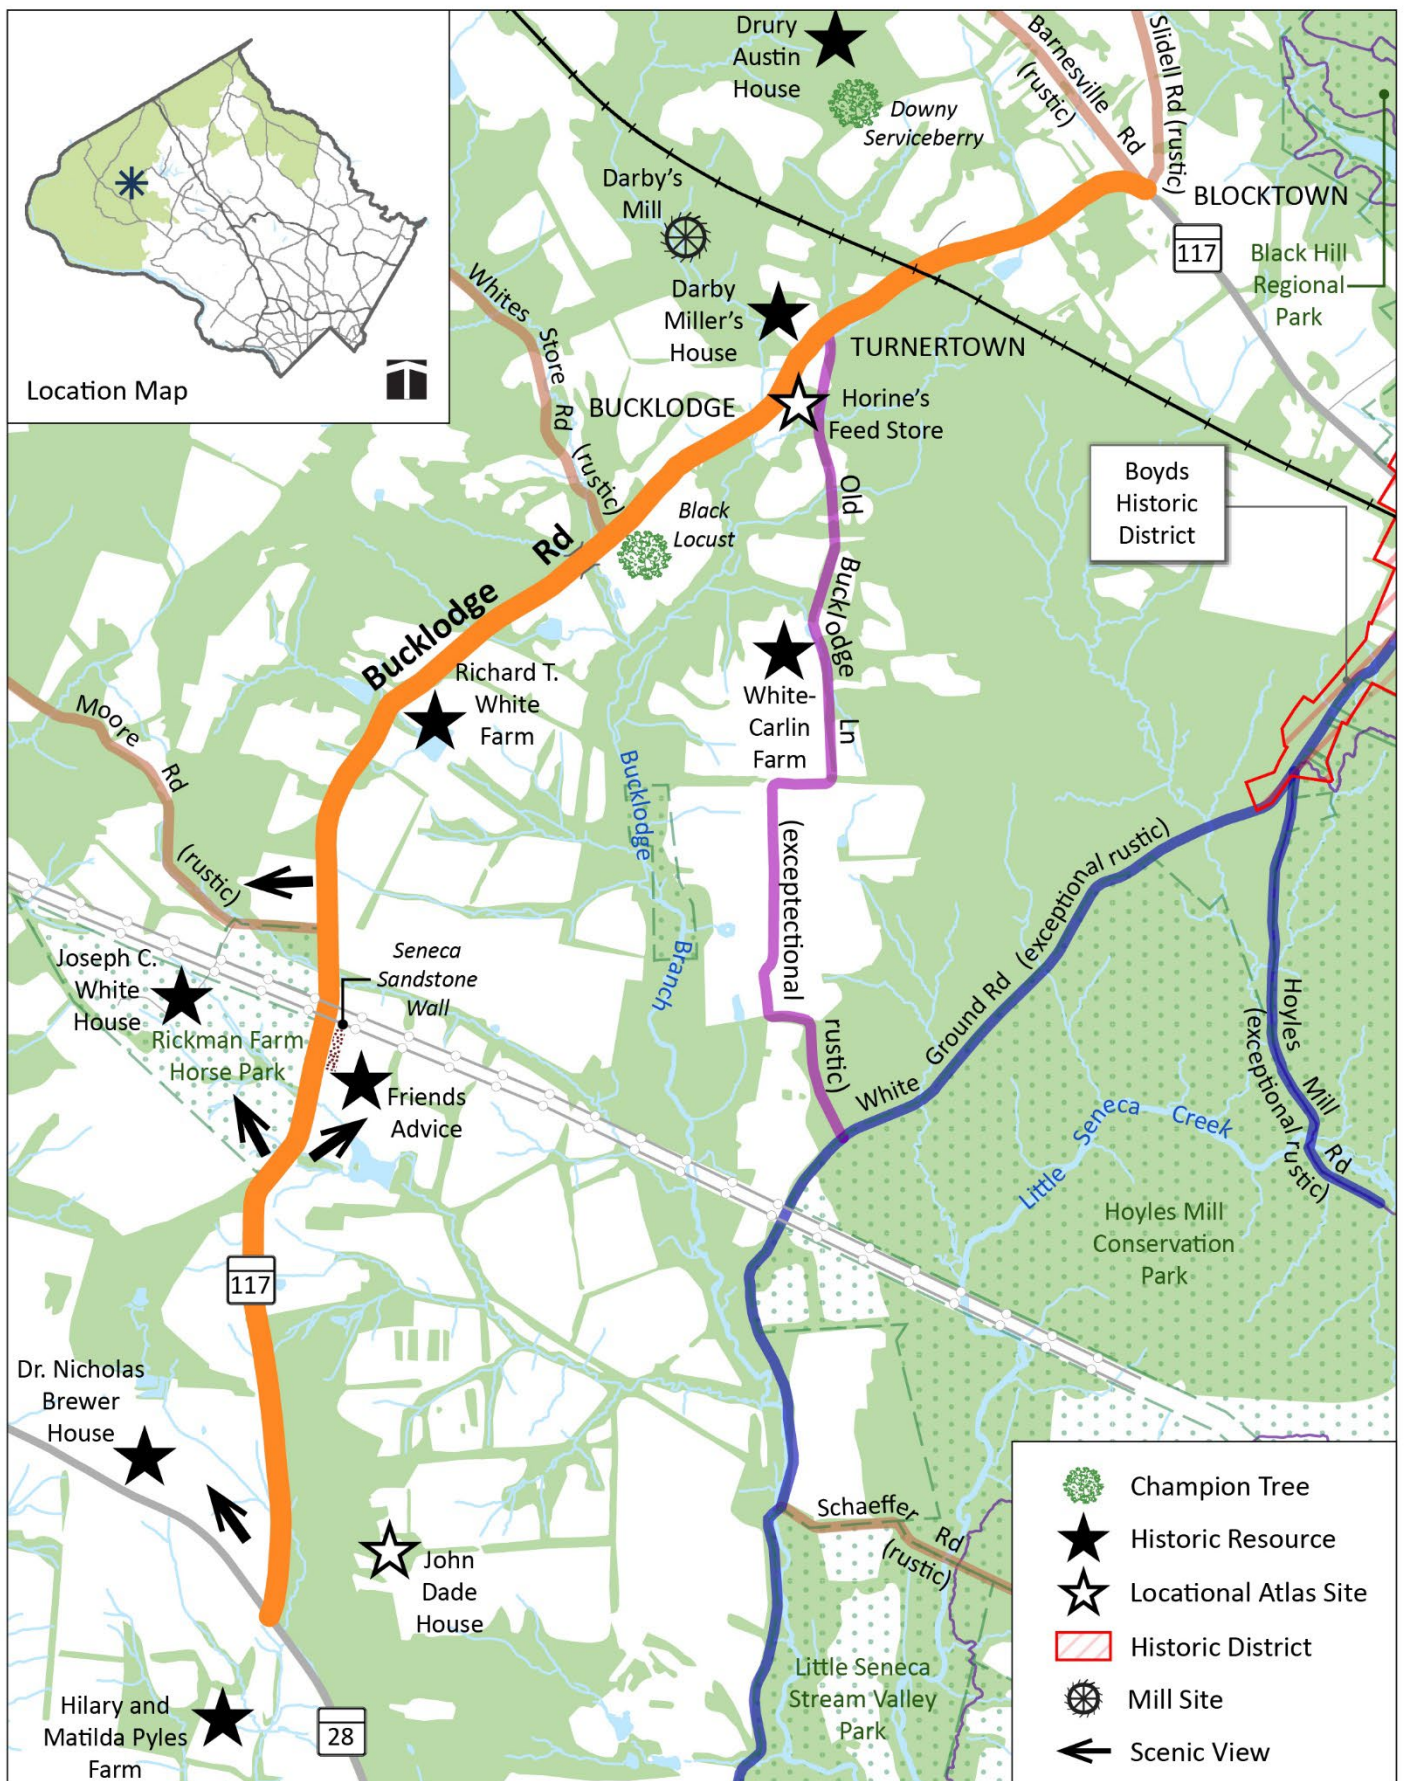 Location Map
Drury
Austin
House
Downy
Serviceberry
Barnesville Rd
(rustic)
Slidell Rd (rustic)
BLOCKTOWN
117
Black Hill
Regional
Park
Darby's
Mill
Darby
Miller's
House
TURNERTOWN
Whites Store Rd (rustic)
BUCKLODGE
Horine's
Feed Store
Boyds
Historic
District
Black
Locust
Old Bucklodge Ln
(exceptectional
rustic)
Bucklodge Rd
Richard T.
White
Farm
White-
Carlin
Farm
Moore Rd
(rustic)
Bucklodge Branch
White Ground Rd (exceptional rustic)
Joseph C.
White
House
Seneca
Sandstone
Wall
Rickman Farm
Horse Park
Friends
Advice
Hoyles Mill Rd
(exceptional rustic)
Little Seneca Creek
Hoyles Mill
Conservation
Park
117
Dr. Nicholas
Brewer
House
John
Dade
House
Schaeffer Rd
(rustic)
Little Seneca
Stream Valley
Park
Hilary and
Matilda Pyles
Farm
28
Champion Tree
Historic Resource
Locational Atlas Site
Historic District
Mill Site
Scenic View